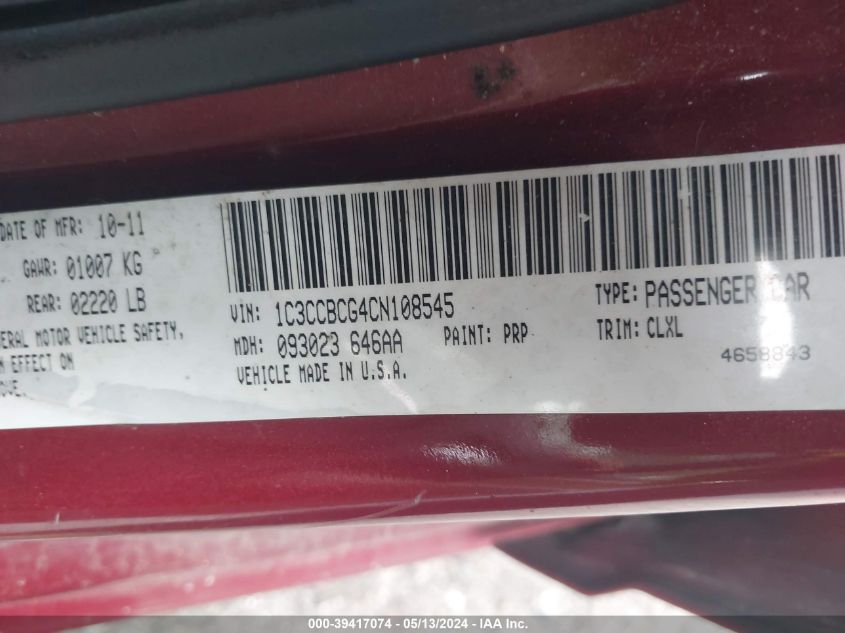 DATE OF MFR: 10-11
GAWR: 01007 KG
REAR: 02220 LB
MOTOR VEHICLE SAFETY,
EFFECT ON
VIN: 1C3CCBCG4CN108545 TYPE: PASSENGER CAR
MDH: 093023 646AA PAINT: PRP TRIM: CLXL
VEHICLE MADE IN U.S.A. 4658843
000-39417074 - 05/13/2024 - IAA Inc.